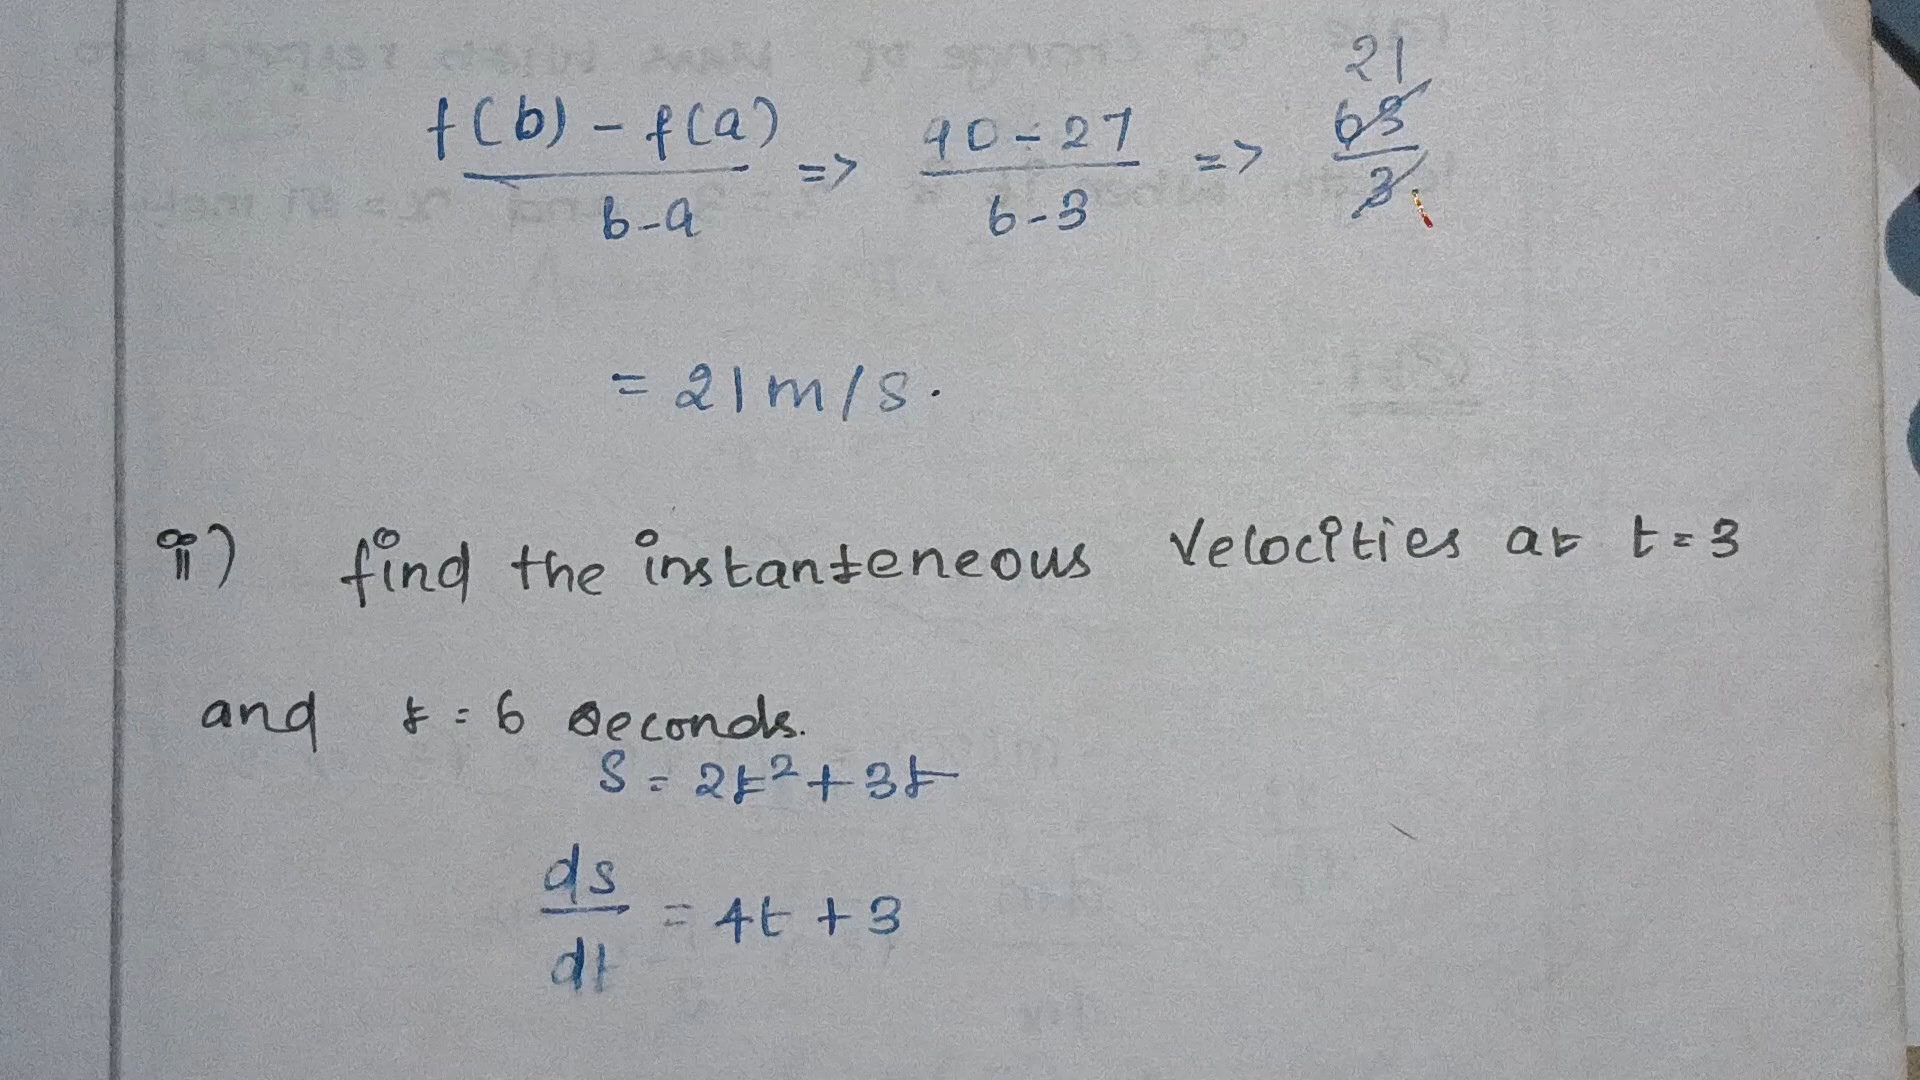 21
f(b) - f(a) => 90 - 27 => 63
b-a 6-3 3
= 21 m/s.
ii) find the instanteneous velocities at t=3
and t = 6 seconds.
S = 2t² + 3t
ds
dt = 4t + 3